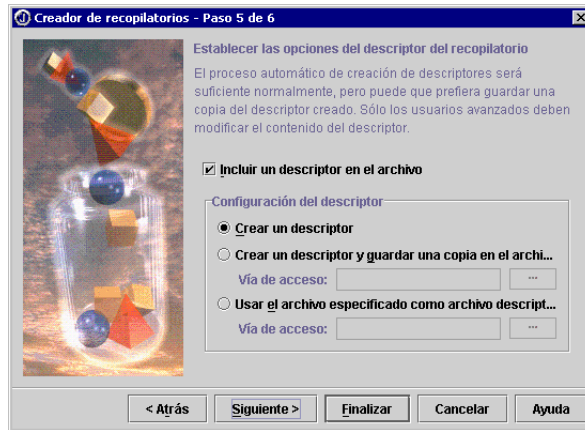 Creador de recopilatorios - Paso 5 de 6
Establecer las opciones del descriptor del recopilatorio
El proceso automático de creación de descriptores será
suficiente normalmente, pero puede que prefiera guardar una
copia del descriptor creado. Sólo los usuarios avanzados deben
modificar el contenido del descriptor.
Incluir un descriptor en el archivo
Configuración del descriptor
Crear un descriptor
Crear un descriptor y guardar una copia en el archi...
Vía de acceso:
...
Usar el archivo especificado como archivo descript...
Vía de acceso:
...
< Atrás
Siguiente >
Finalizar
Cancelar
Ayuda